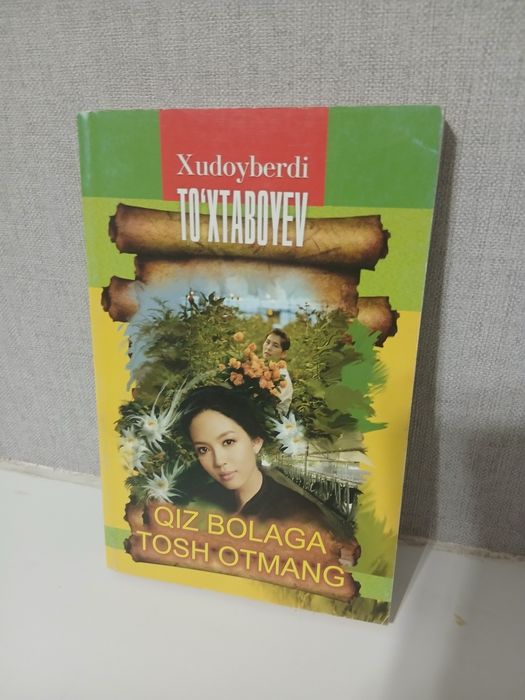 Xudoyberdi
TO‘XTABOYEV
QIZ BOLAGA
TOSH OTMANG